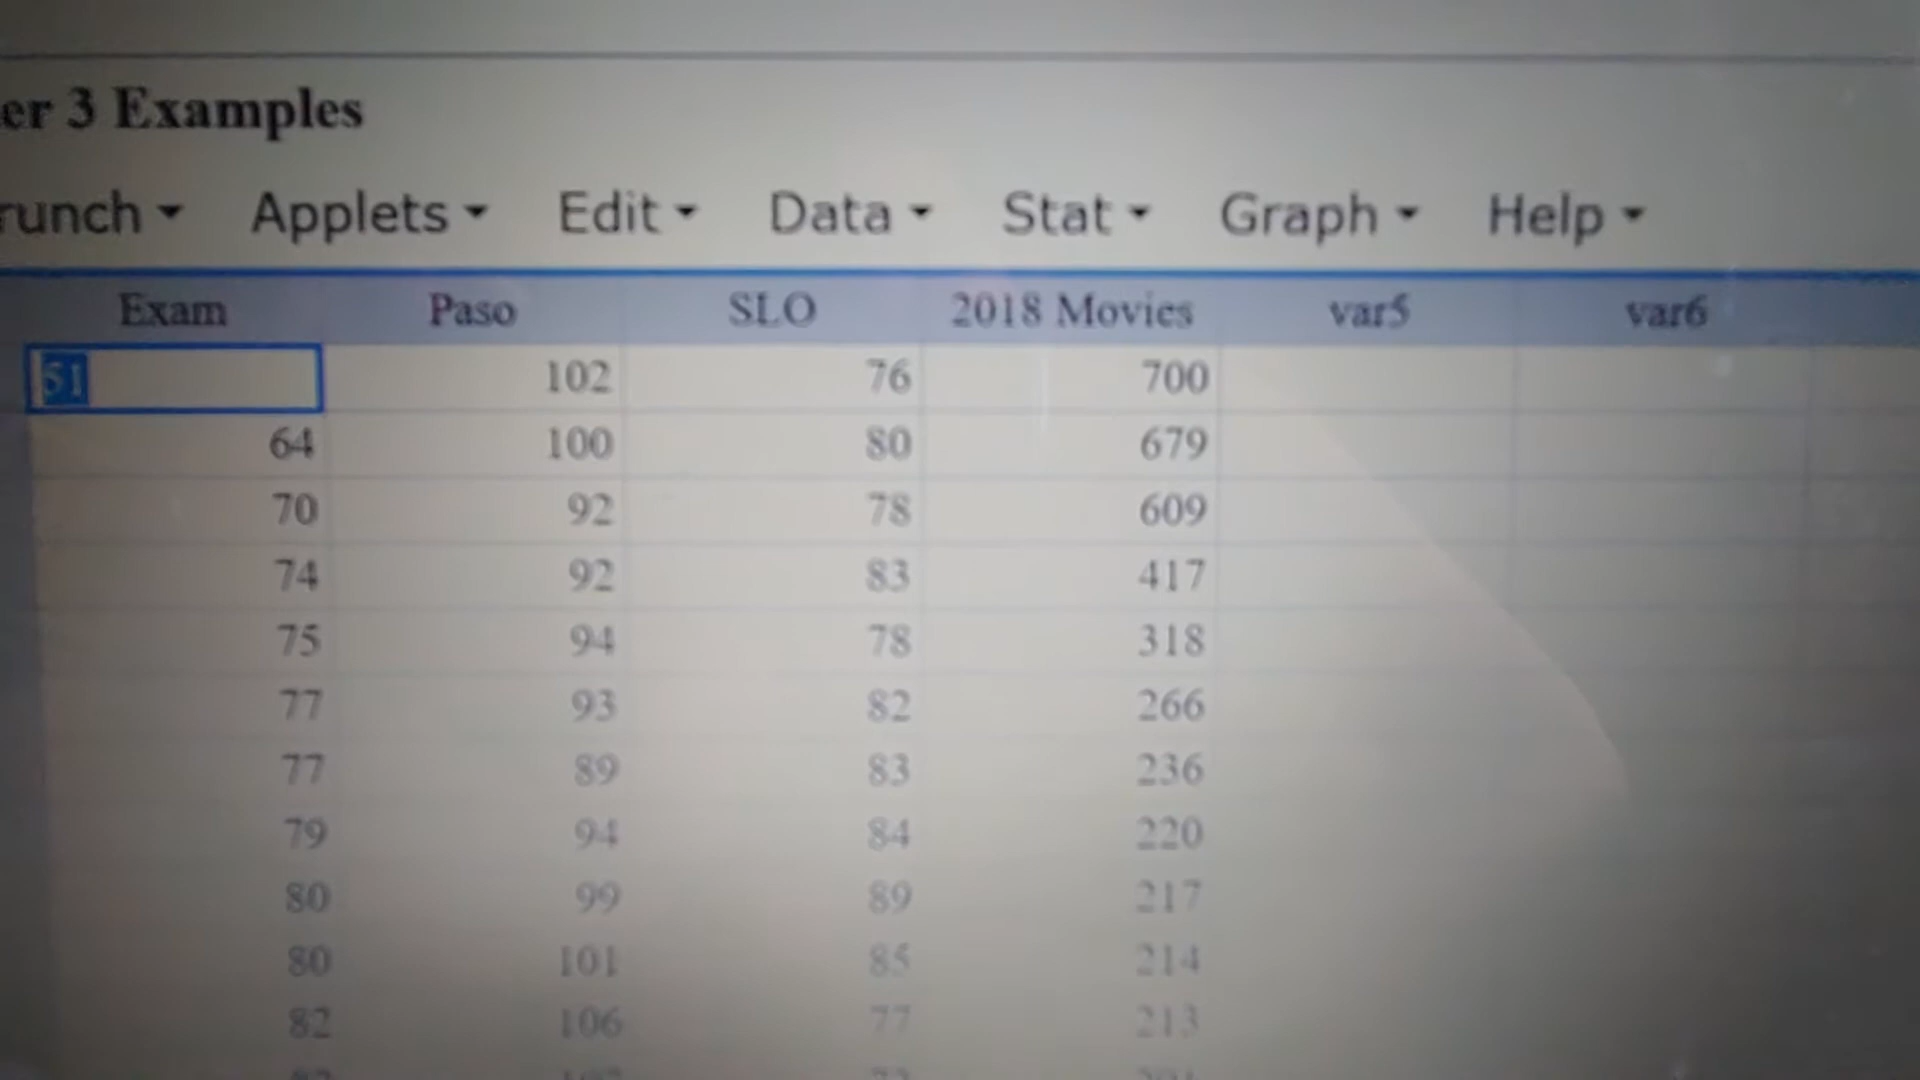 er 3 Examples
runch Applets Edit Data Stat Graph Help
Exam Paso SLO 2018 Movies var5 var6
51 102 76 700
64 100 80 679
70 92 78 609
74 92 83 417
75 94 78 318
77 93 82 266
77 89 83 236
79 94 84 220
80 99 89 217
80 101 85 214
82 106 77 213